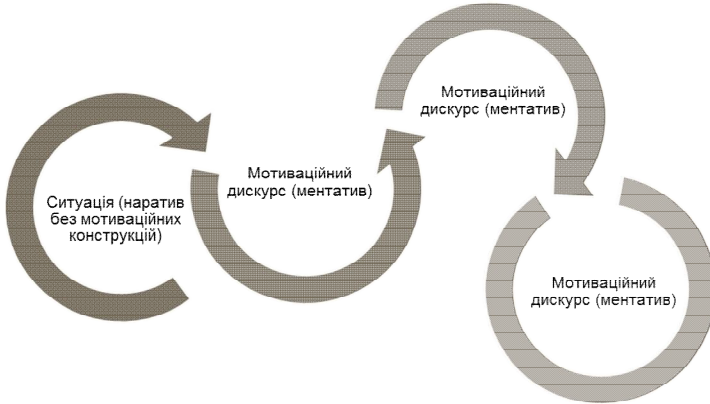 Ситуація (наратив
без мотиваційних
конструкцій)
Мотиваційний
дискурс (ментатив)
Мотиваційний
дискурс (ментатив)
Мотиваційний
дискурс (ментатив)